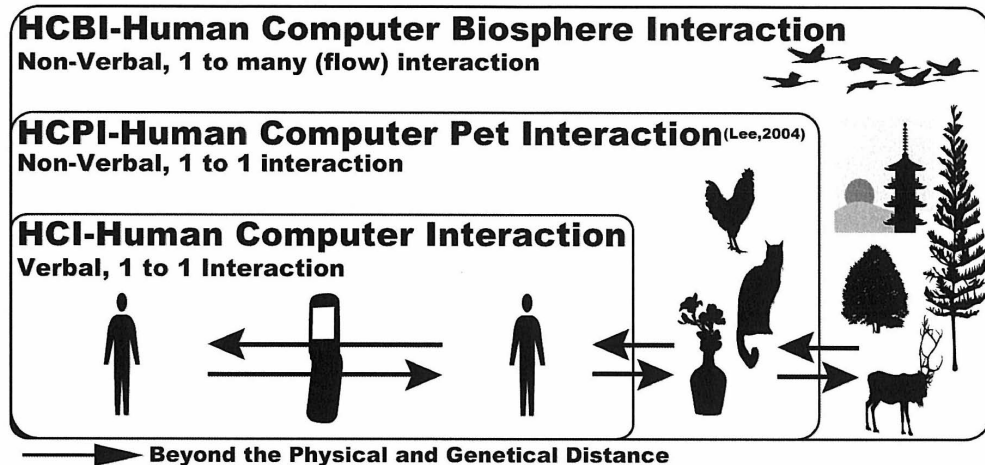 HCBI-Human Computer Biosphere Interaction
Non-Verbal, 1 to many (flow) interaction
HCPI-Human Computer Pet Interaction(Lee,2004)
Non-Verbal, 1 to 1 interaction
HCI-Human Computer Interaction
Verbal, 1 to 1 Interaction
Beyond the Physical and Genetical Distance